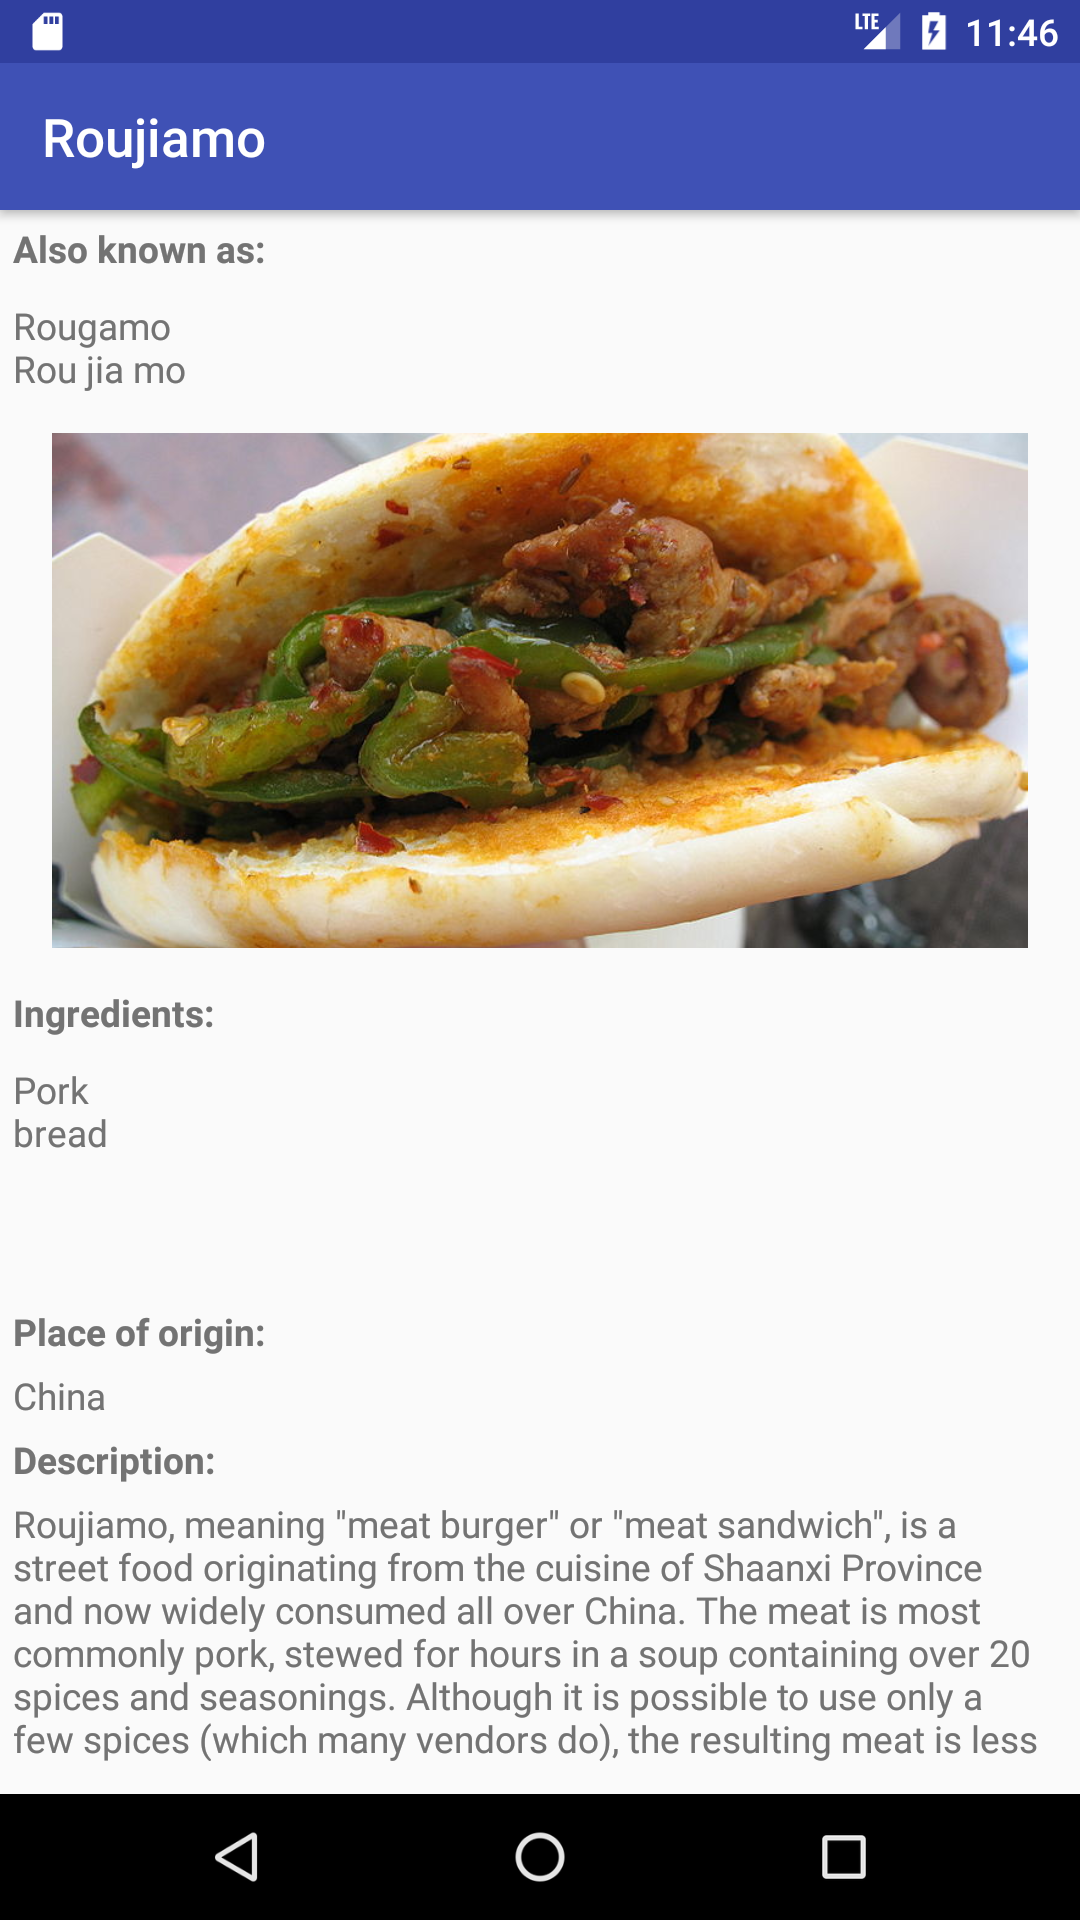 LTE 11:46
Roujiamo
Also known as:
Rougamo
Rou jia mo
Ingredients:
Pork
bread
Place of origin:
China
Description:
Roujiamo, meaning "meat burger" or "meat sandwich", is a
street food originating from the cuisine of Shaanxi Province
and now widely consumed all over China. The meat is most
commonly pork, stewed for hours in a soup containing over 20
spices and seasonings. Although it is possible to use only a
few spices (which many vendors do), the resulting meat is less